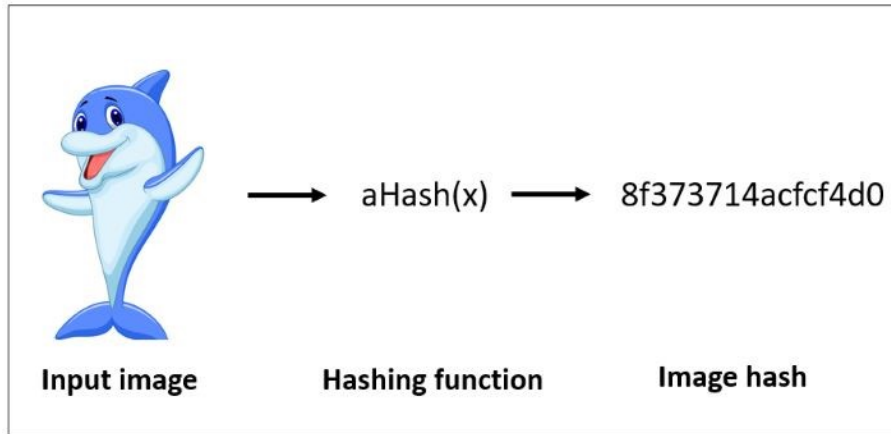 aHash(x)
8f373714acfcf4d0
Input image
Hashing function
Image hash